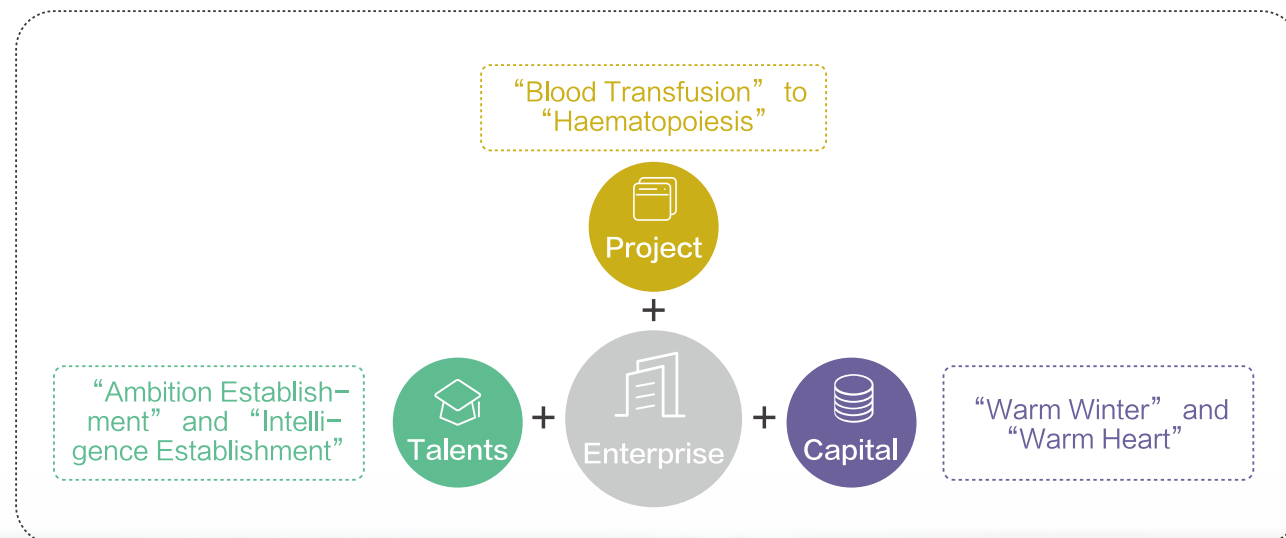 “Blood Transfusion” to
“Haematopoiesis”
Project
+
“Ambition Establish-
ment” and “Intelli-
gence Establishment”
Talents
+
Enterprise
+
Capital
“Warm Winter” and
“Warm Heart”